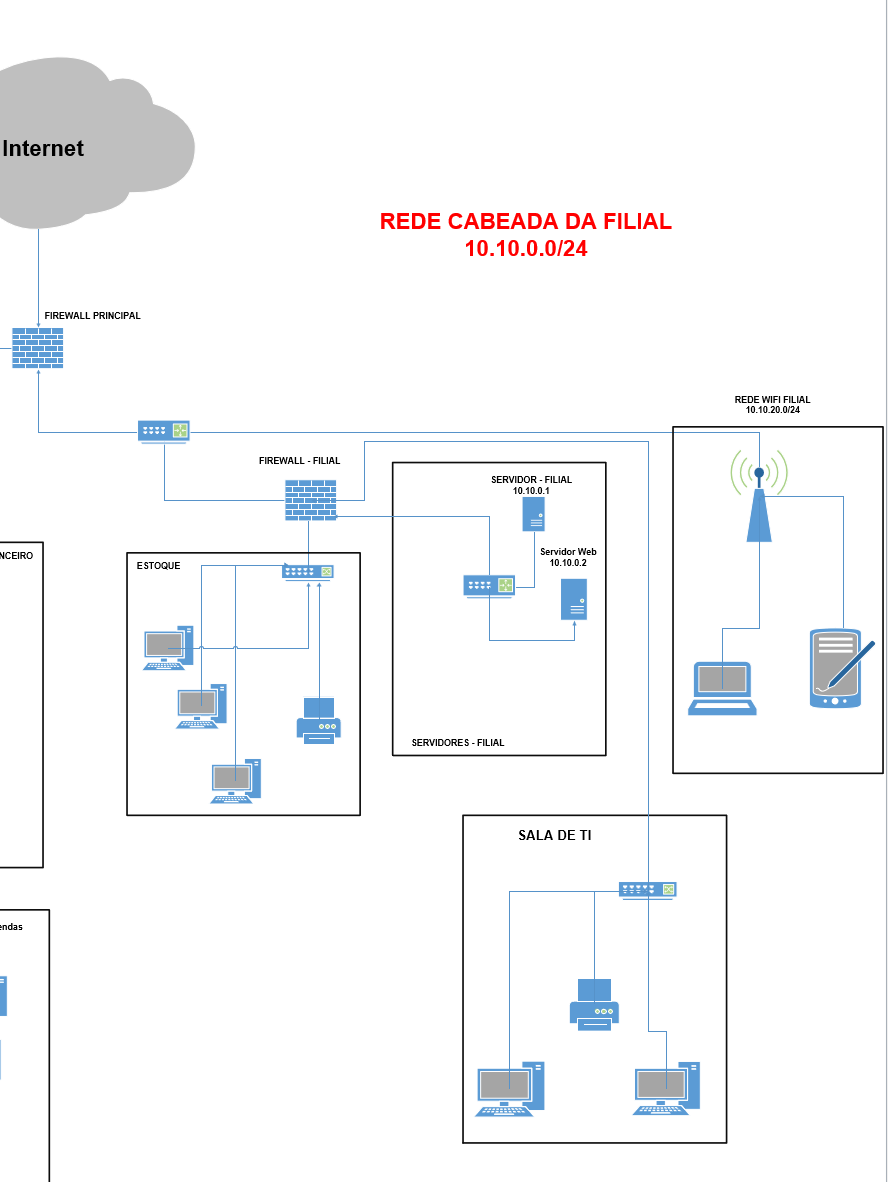 Internet
REDE CABEADA DA FILIAL
10.10.0.0/24
FIREWALL PRINCIPAL
REDE WIFI FILIAL
10.10.20.0/24
FIREWALL - FILIAL
SERVIDOR - FILIAL
10.10.0.1
Servidor Web
10.10.0.2
NCEIRO
ESTOQUE
SERVIDORES - FILIAL
SALA DE TI
endas